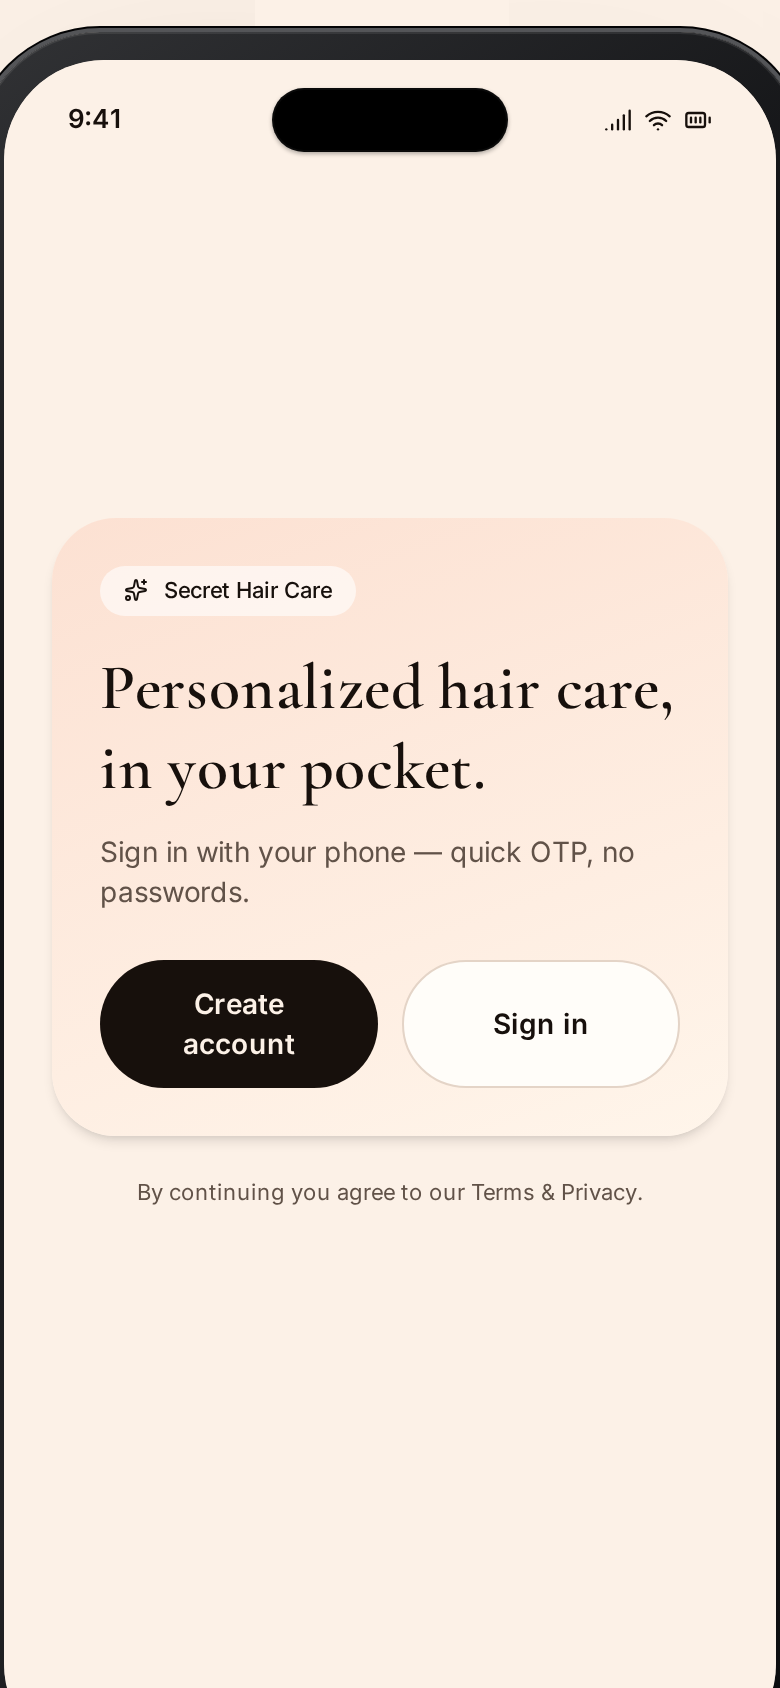 9:41
Secret Hair Care
Personalized hair care,
in your pocket.
Sign in with your phone — quick OTP, no
passwords.
Create
account
Sign in
By continuing you agree to our Terms & Privacy.